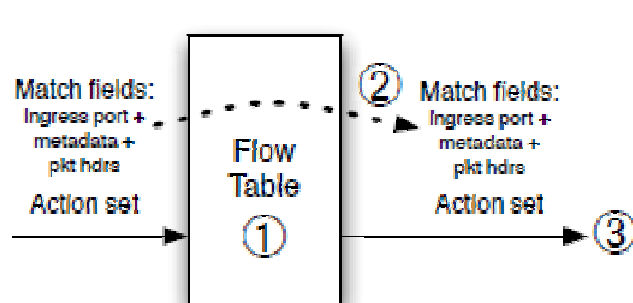 Match fields:
Ingress port +
metadata +
pkt hdrs
Action set
Flow
Table
①
②
Match fields:
Ingress port +
metadata +
pkt hdrs
Action set
③